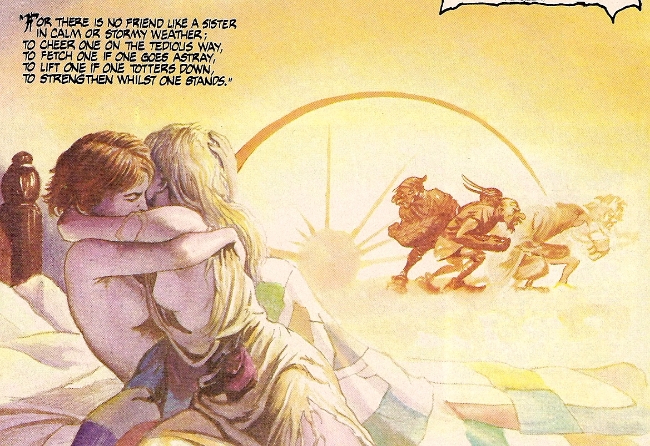 "FOR THERE IS NO FRIEND LIKE A SISTER
IN CALM OR STORMY WEATHER;
TO CHEER ONE ON THE TEDIOUS WAY,
TO FETCH ONE IF ONE GOES ASTRAY,
TO LIFT ONE IF ONE TOTTERS DOWN,
TO STRENGTHEN WHILST ONE STANDS."